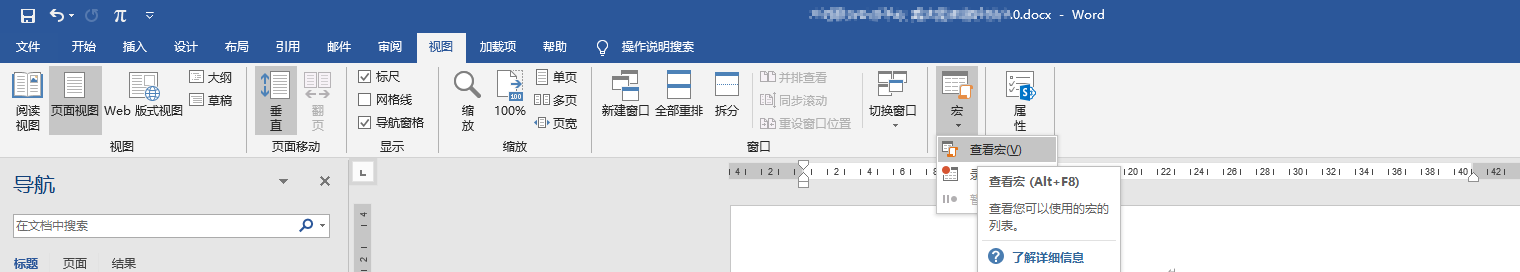 .0.docx - Word
文件 开始 插入 设计 布局 引用 邮件 审阅 视图 加载项 帮助 操作说明搜索
阅读视图 页面视图 Web 版式视图 大纲 草稿
垂直 翻页
标尺 网格线 导航窗格
缩放 100% 单页 多页 页宽
新建窗口 全部重排 拆分 并排查看 同步滚动 重设窗口位置 切换窗口
宏 属性
视图 页面移动 显示 缩放 窗口
查看宏(V)
查看宏 (Alt+F8)
查看您可以使用的宏的
列表。
了解详细信息
导航
在文档中搜索
标题 页面 结果
4 2 2 4 6 8 20 22 24 26 28 30 32 34 36 38 40 42
4 2